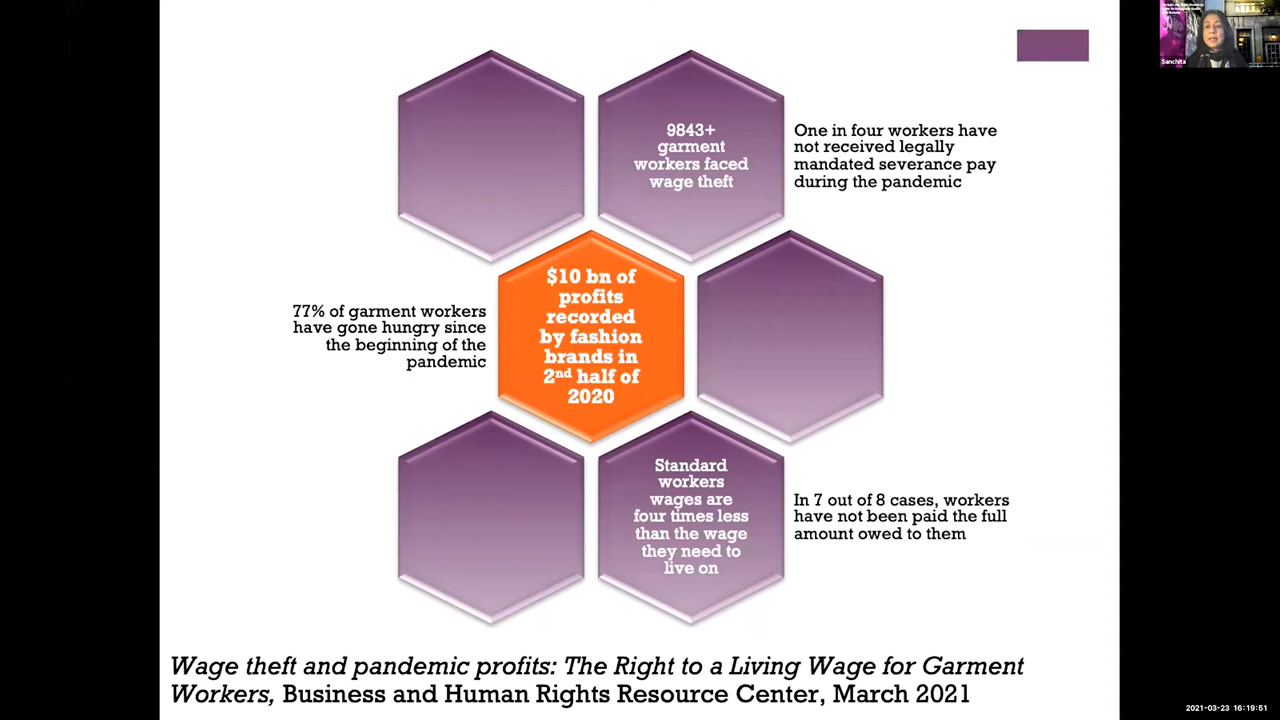 9843+
garment
workers faced
wage theft
One in four workers have
not received legally
mandated severance pay
during the pandemic
77% of garment workers
have gone hungry since
the beginning of the
pandemic
$10 bn of
profits
recorded
by fashion
brands in
2nd half of
2020
Standard
workers
wages are
four times less
than the wage
they need to
live on
In 7 out of 8 cases, workers
have not been paid the full
amount owed to them
Wage theft and pandemic profits: The Right to a Living Wage for Garment
Workers, Business and Human Rights Resource Center, March 2021
Sanchita
2021-03-23 16:19:51